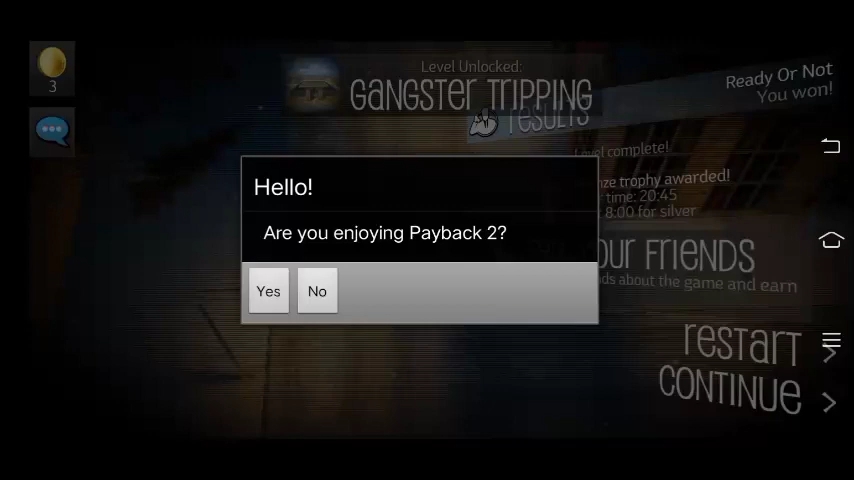 3
Level Unlocked:
GANGSTER TRIPPING
RESULTS
Ready Or Not
You won!
Level complete!
trophy awarded!
time: 20:45
8:00 for silver
Hello!
Are you enjoying Payback 2?
Yes
No
FRIENDS
about the game and earn
RESTART
CONTINUE